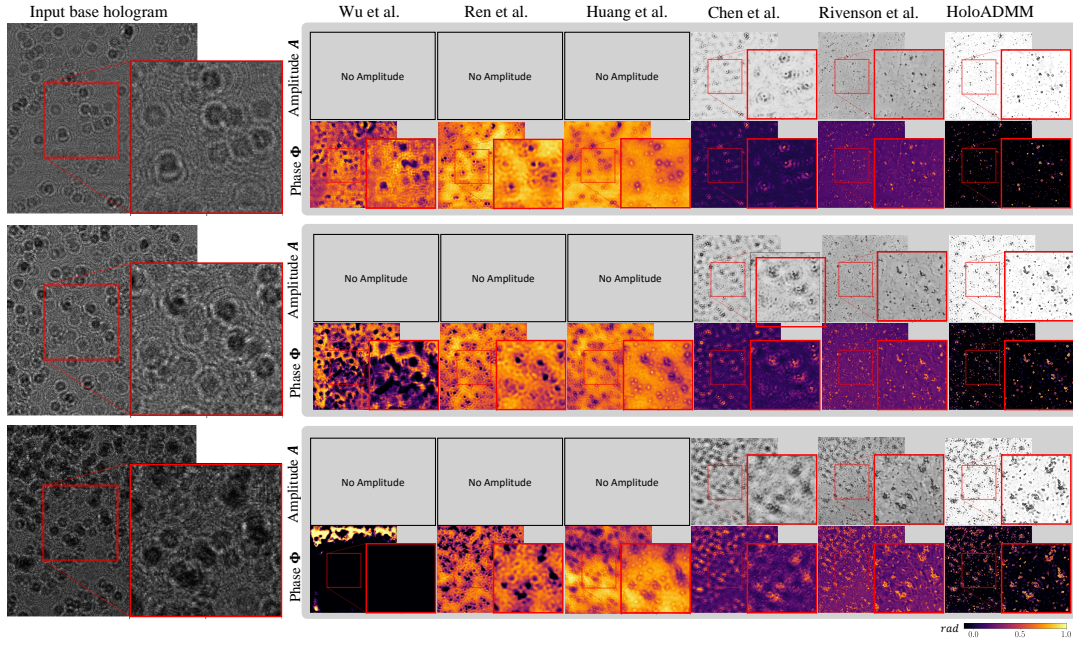 Input base hologram
Wu et al.
Ren et al.
Huang et al.
Chen et al.
Rivenson et al.
HoloADMM
Amplitude A
No Amplitude
No Amplitude
No Amplitude
Phase Φ
Amplitude A
No Amplitude
No Amplitude
No Amplitude
Phase Φ
Amplitude A
No Amplitude
No Amplitude
No Amplitude
Phase Φ
rad
0.0 0.5 1.0